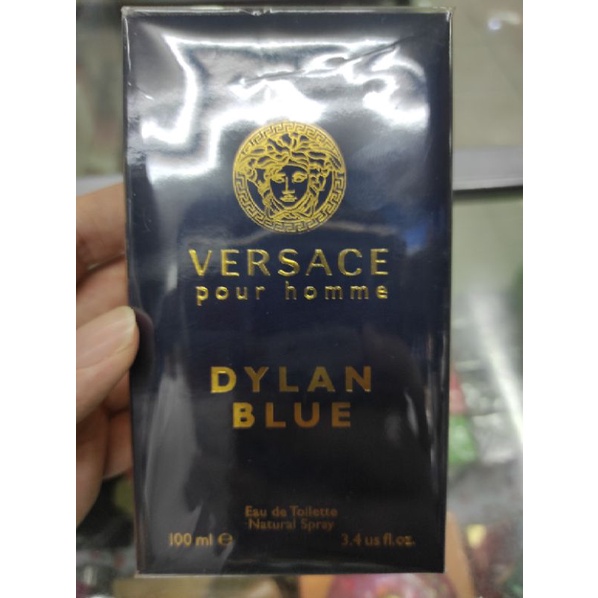 VERSACE
pour homme
DYLAN
BLUE
Eau de Toilette
Natural Spray
100 ml ℮ 3.4 us fl.oz.